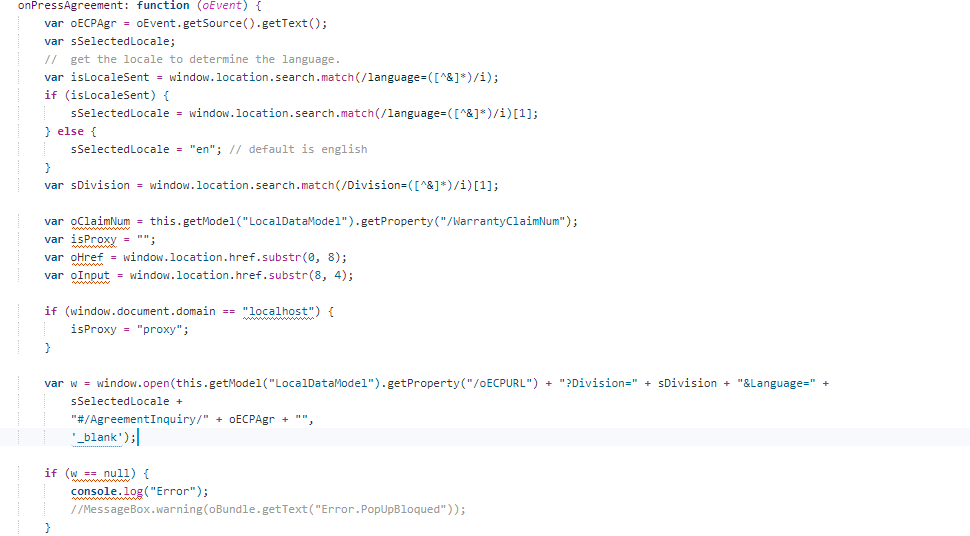 onPressAgreement: function (oEvent) {
var oECPAgr = oEvent.getSource().getText();
var sSelectedLocale;
//  get the locale to determine the language.
var isLocaleSent = window.location.search.match(/language=([^&]*)/i);
if (isLocaleSent) {
sSelectedLocale = window.location.search.match(/language=([^&]*)/i)[1];
} else {
sSelectedLocale = "en"; // default is english
}
var sDivision = window.location.search.match(/Division=([^&]*)/i)[1];
var oClaimNum = this.getModel("LocalDataModel").getProperty("/WarrantyClaimNum");
var isProxy = "";
var oHref = window.location.href.substr(0, 8);
var oInput = window.location.href.substr(8, 4);
if (window.document.domain == "localhost") {
isProxy = "proxy";
}
var w = window.open(this.getModel("LocalDataModel").getProperty("/oECPURL") + "?Division=" + sDivision + "&Language=" +
sSelectedLocale +
"#/AgreementInquiry/" + oECPAgr + "",
'_blank');
if (w == null) {
console.log("Error");
//MessageBox.warning(oBundle.getText("Error.PopUpBloqued"));
}